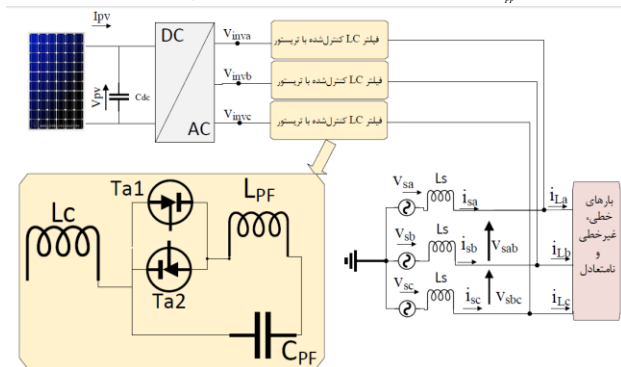 PP
Ipv
DC
AC
Vpv
Cdc
Vinva
Vinvb
Vinvc
فیلتر LC کنترل‌شده با تریستور
فیلتر LC کنترل‌شده با تریستور
فیلتر LC کنترل‌شده با تریستور
Ta1
Lc
LPF
Ta2
CPF
Vsa
Ls
isa
iLa
Vsb
Ls
isb
Vsab
iLb
Vsc
Ls
isc
Vsbc
iLc
بارهای
خطی،
غیرخطی
و
نامتعادل